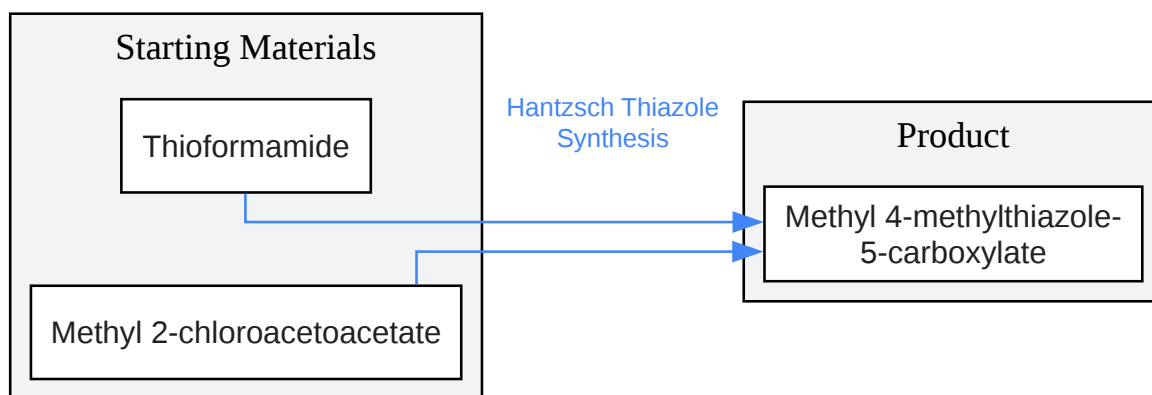 Starting Materials
Thioformamide
Methyl 2-chloroacetoacetate
Hantzsch Thiazole
Synthesis
Product
Methyl 4-methylthiazole-
5-carboxylate